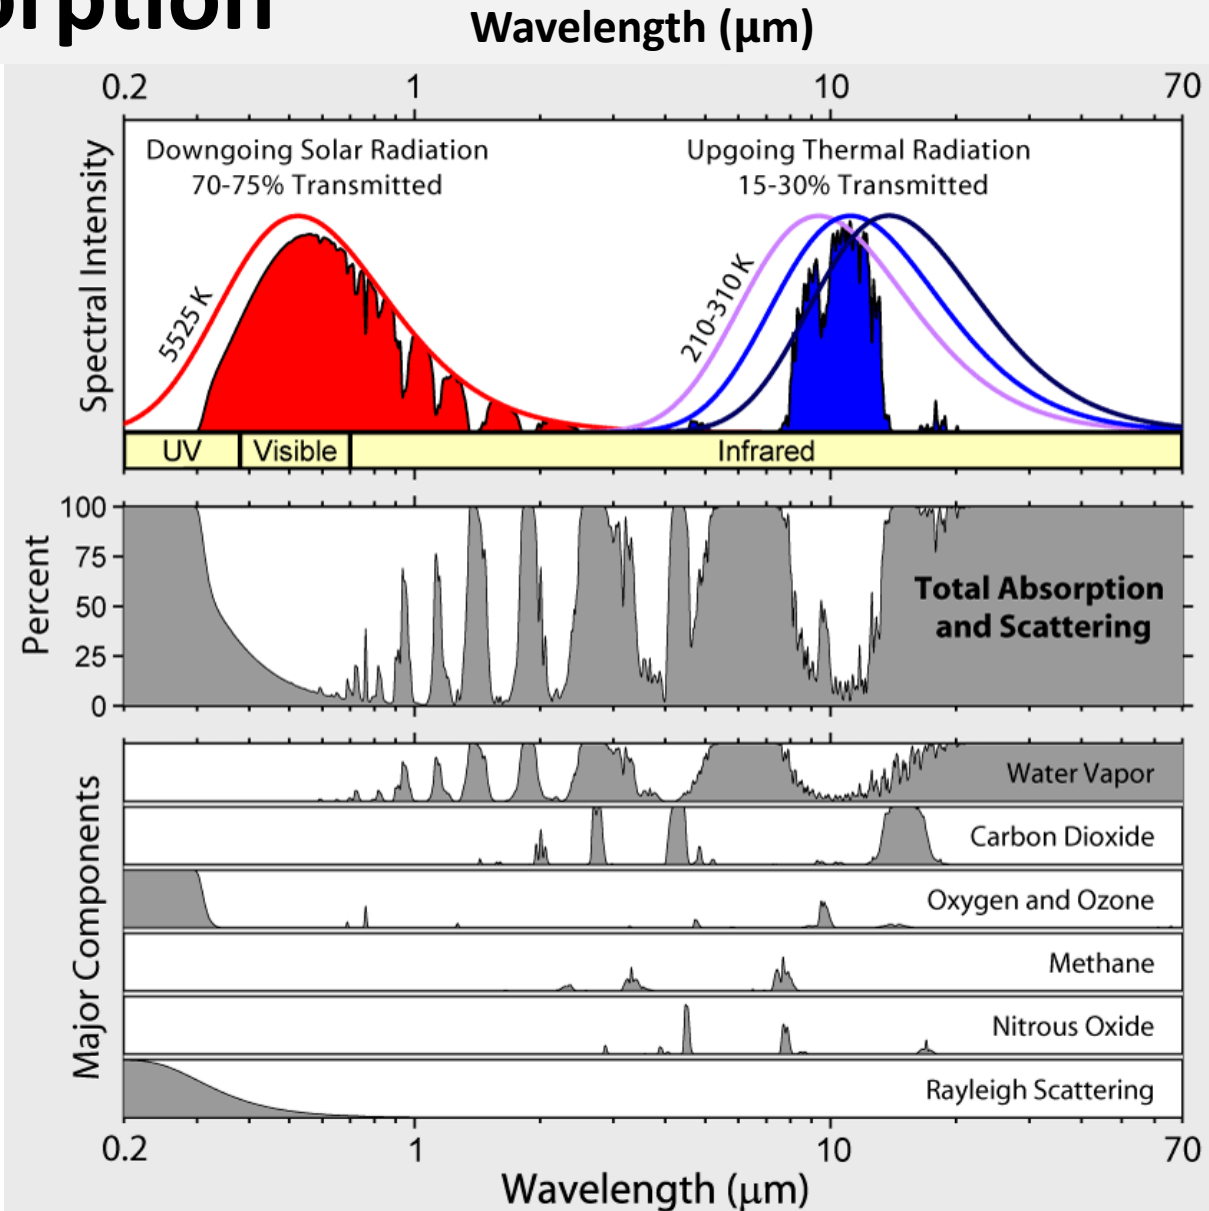 Wavelength (μm)
0.2 1 10 70
Spectral Intensity
Downgoing Solar Radiation
70-75% Transmitted
Upgoing Thermal Radiation
15-30% Transmitted
5525 K
210-310 K
UV Visible Infrared
Percent
100
75
50
25
0
Total Absorption
and Scattering
Major Components
Water Vapor
Carbon Dioxide
Oxygen and Ozone
Methane
Nitrous Oxide
Rayleigh Scattering
0.2 1 10 70
Wavelength (μm)